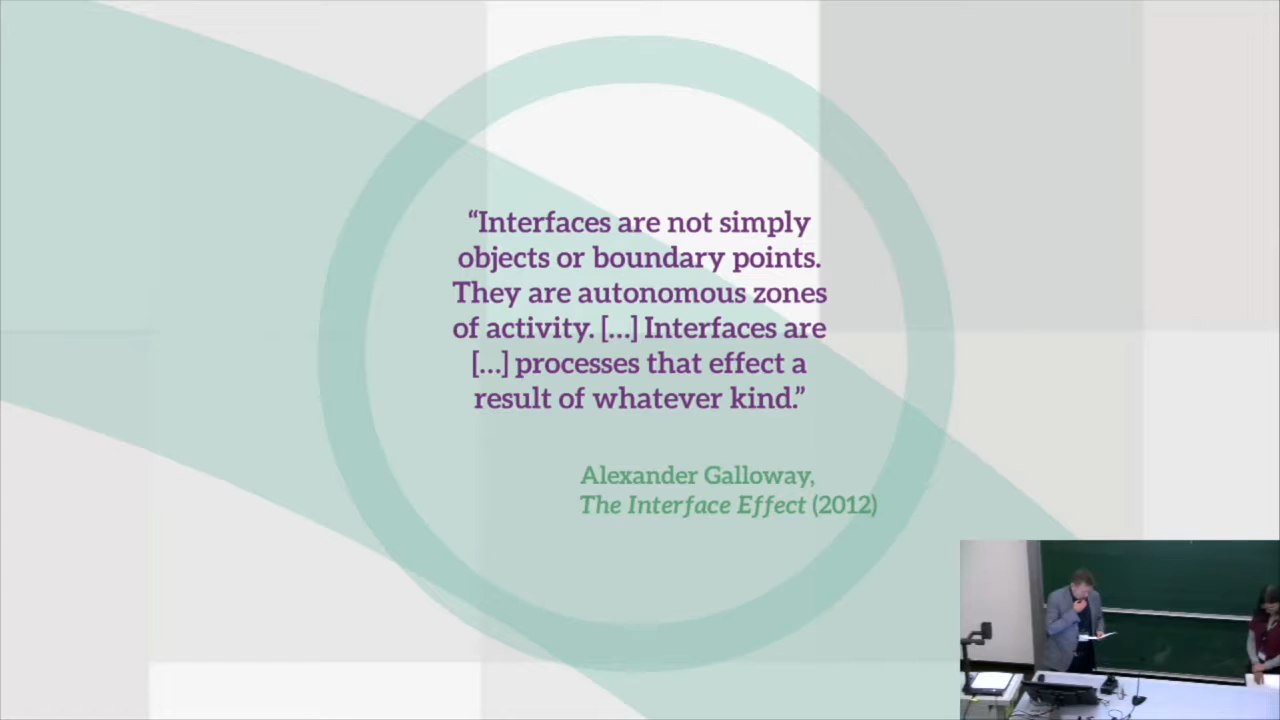 “Interfaces are not simply
objects or boundary points.
They are autonomous zones
of activity. [...] Interfaces are
[...] processes that effect a
result of whatever kind.”
Alexander Galloway,
The Interface Effect (2012)